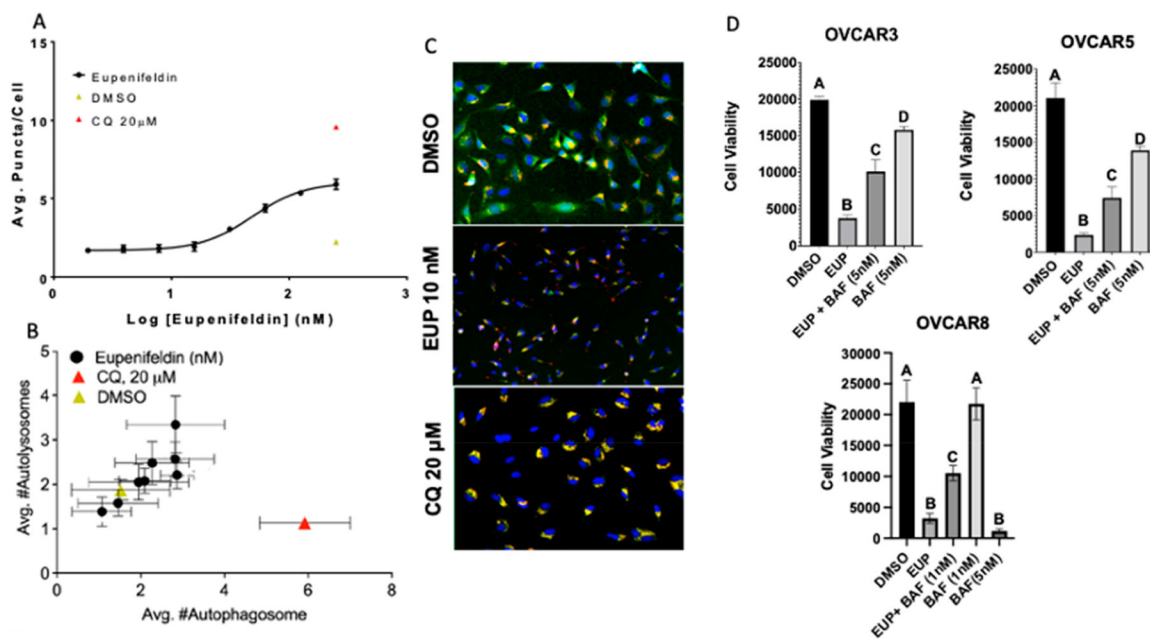 A
Avg. Puncta/Cell
15
10
5
0
Eupenifeldin
DMSO
CQ 20µM
0
1
2
3
Log [Eupenifeldin] (nM)
B
Avg. #Autolysosomes
5
4
3
2
1
0
Eupenifeldin (nM)
CQ, 20 µM
DMSO
0
2
4
6
8
Avg. #Autophagosome
C
DMSO
EUP 10 nM
CQ 20 µM
D
OVCAR3
Cell Viability
25000
20000
15000
10000
5000
0
A
B
C
D
DMSO
EUP
EUP + BAF (5nM)
BAF (5nM)
OVCAR5
Cell Viability
25000
20000
15000
10000
5000
0
A
B
C
D
DMSO
EUP
EUP + BAF (5nM)
BAF (5nM)
OVCAR8
Cell Viability
30000
25000
20000
15000
10000
5000
0
A
B
C
A
B
DMSO
EUP
EUP+ BAF (1nM)
BAF (1nM)
BAF(5nM)